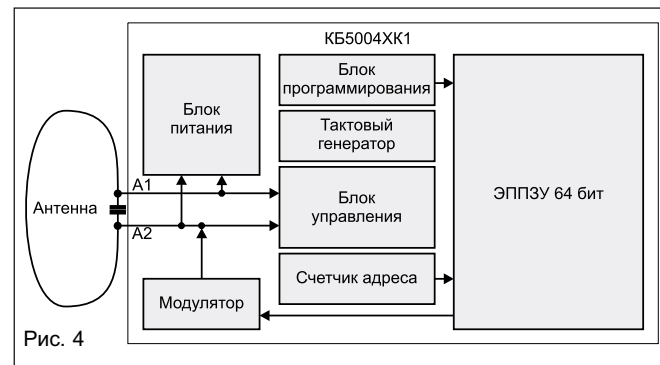 КБ5004ХК1
Блок
питания
Блок
программирования
Тактовый
генератор
ЭППЗУ 64 бит
А1
Антенна
А2
Блок
управления
Счетчик адреса
Модулятор
Рис. 4